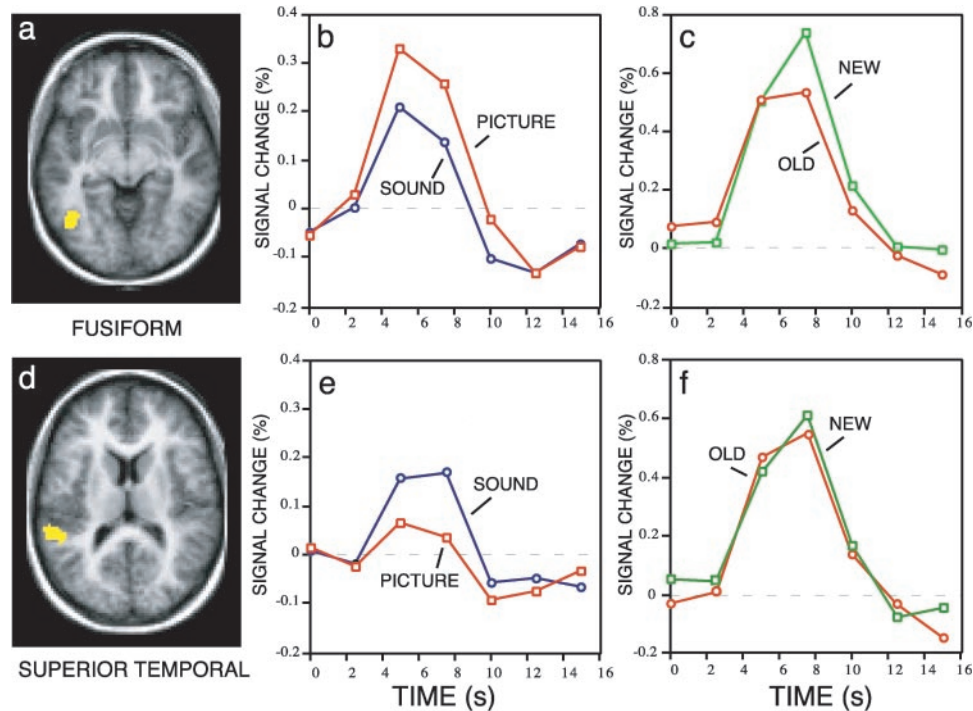 a
FUSIFORM
b
SIGNAL CHANGE (%)
0.4
0.3
0.2
0.1
0
-0.1
-0.2
PICTURE
SOUND
0 2 4 6 8 10 12 14 16
c
SIGNAL CHANGE (%)
0.8
0.6
0.4
0.2
0
-0.2
NEW
OLD
0 2 4 6 8 10 12 14 16
d
SUPERIOR TEMPORAL
e
SIGNAL CHANGE (%)
0.4
0.3
0.2
0.1
0
-0.1
-0.2
SOUND
PICTURE
0 2 4 6 8 10 12 14 16
TIME (s)
f
SIGNAL CHANGE (%)
0.8
0.6
0.4
0.2
0
-0.2
OLD
NEW
0 2 4 6 8 10 12 14 16
TIME (s)